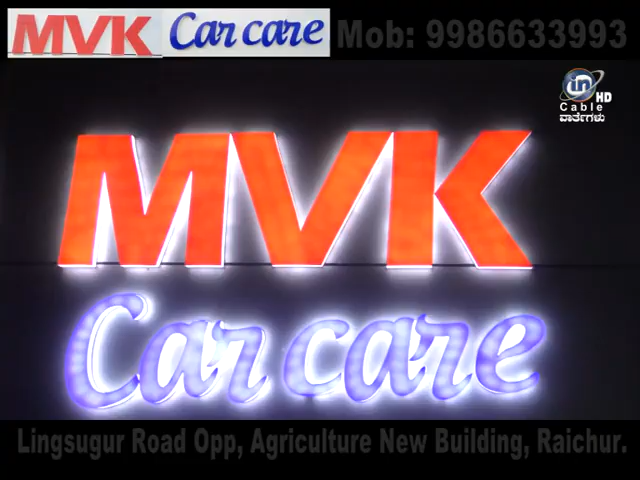 MVK Car care Mob: 9986633993
in HD
Cable
ವಾರ್ತೆಗಳು
MVK
Car care
Lingsugur Road Opp, Agriculture New Building, Raichur.